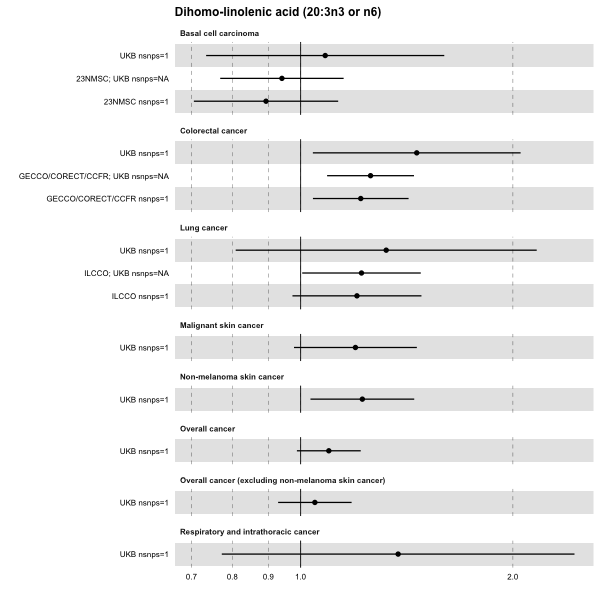 Dihomo-linolenic acid (20:3n3 or n6)
Basal cell carcinoma
UKB nsnps=1
23NMSC; UKB nsnps=NA
23NMSC nsnps=1
Colorectal cancer
UKB nsnps=1
GECCO/CORECT/CCFR; UKB nsnps=NA
GECCO/CORECT/CCFR nsnps=1
Lung cancer
UKB nsnps=1
ILCCO; UKB nsnps=NA
ILCCO nsnps=1
Malignant skin cancer
UKB nsnps=1
Non-melanoma skin cancer
UKB nsnps=1
Overall cancer
UKB nsnps=1
Overall cancer (excluding non-melanoma skin cancer)
UKB nsnps=1
Respiratory and intrathoracic cancer
UKB nsnps=1
0.7 0.8 0.9 1.0 2.0